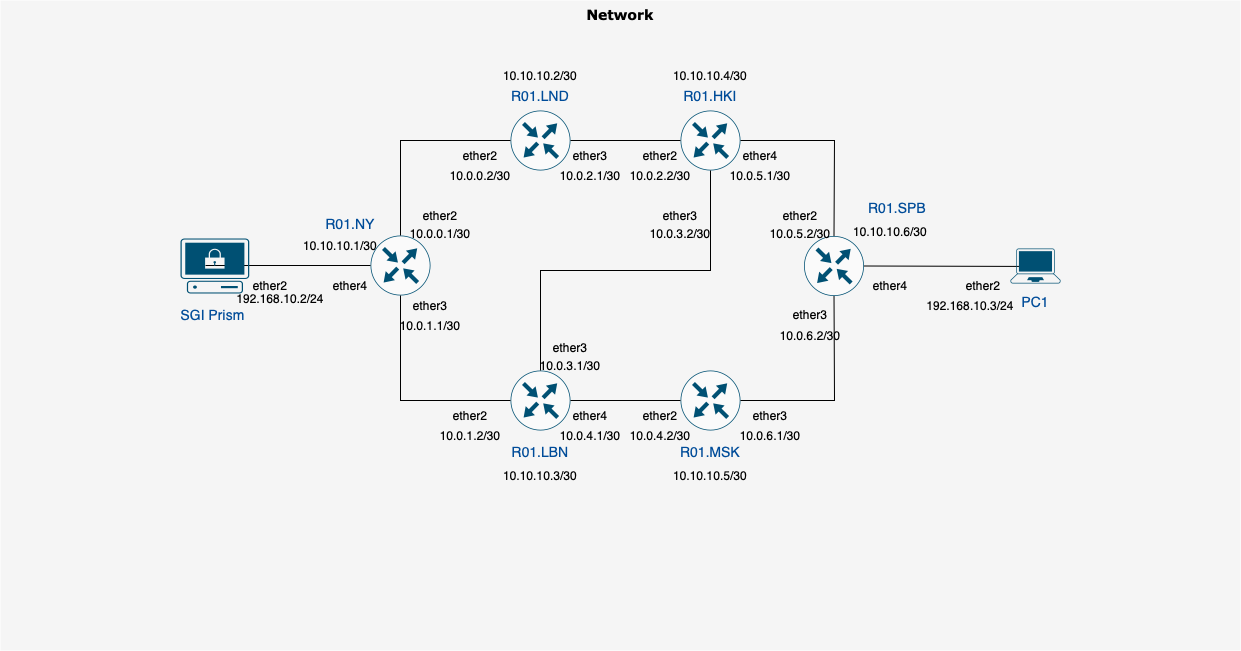 Network
10.10.10.2/30
10.10.10.4/30
R01.LND
R01.HKI
ether2
ether3
ether2
ether4
10.0.0.2/30
10.0.2.1/30
10.0.2.2/30
10.0.5.1/30
R01.NY
ether2
ether3
ether2
R01.SPB
10.10.10.1/30
10.0.0.1/30
10.0.3.2/30
10.0.5.2/30
10.10.10.6/30
ether2
ether4
ether4
ether2
192.168.10.2/24
192.168.10.3/24
PC1
SGI Prism
ether3
10.0.1.1/30
ether3
10.0.6.2/30
ether3
10.0.3.1/30
ether2
ether4
ether2
ether3
10.0.1.2/30
10.0.4.1/30
10.0.4.2/30
10.0.6.1/30
R01.LBN
R01.MSK
10.10.10.3/30
10.10.10.5/30